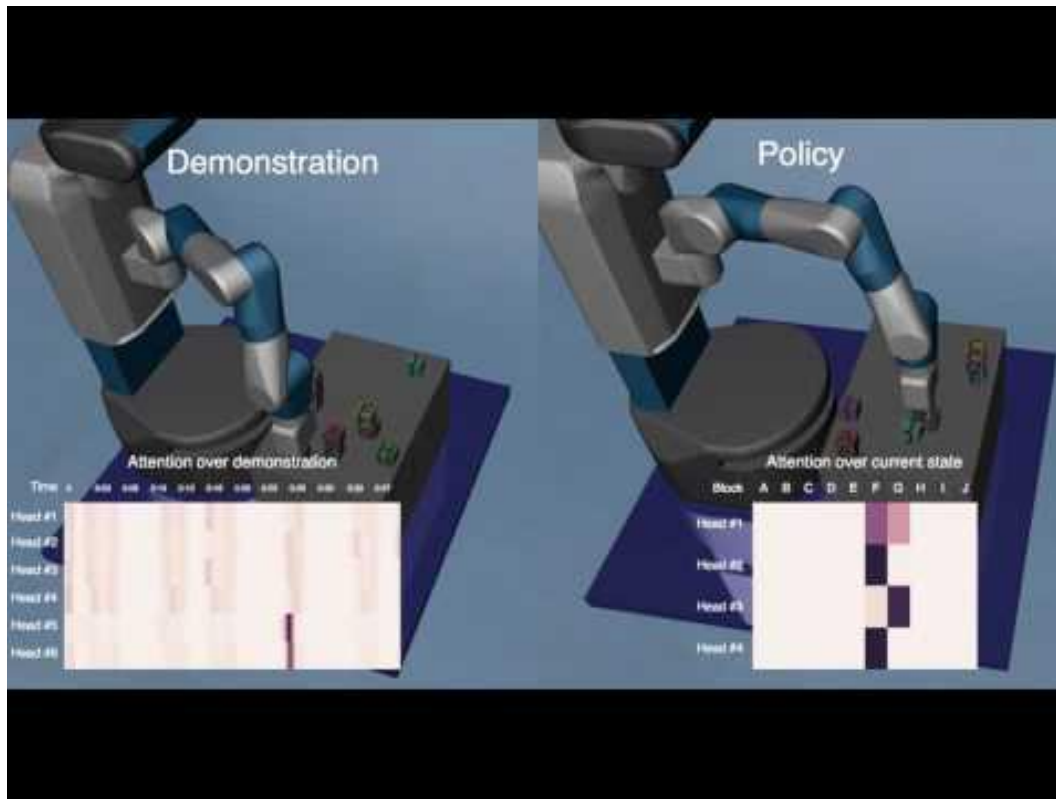 Demonstration
Attention over demonstration
Time
Head #1
Head #2
Head #3
Head #4
Head #5
Head #6
Policy
Attention over current state
Block A B C D E F G H I J
Head #1
Head #2
Head #3
Head #4